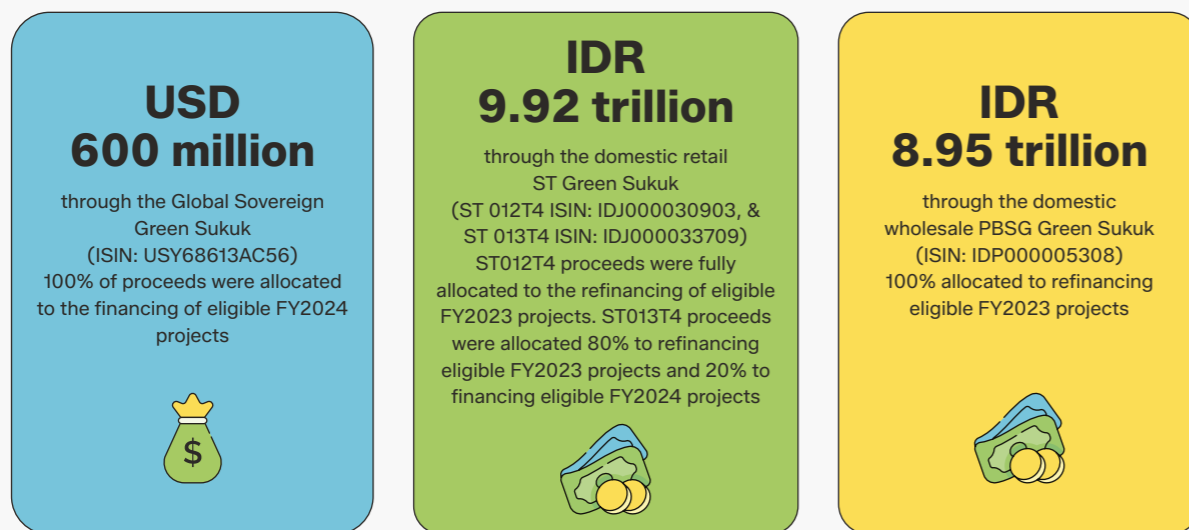 USD
600 million
through the Global Sovereign
Green Sukuk
(ISIN: USY68613AC56)
100% of proceeds were allocated
to the financing of eligible FY2024
projects
$
IDR
9.92 trillion
through the domestic retail
ST Green Sukuk
(ST 012T4 ISIN: IDJ000030903, &
ST 013T4 ISIN: IDJ000033709)
ST012T4 proceeds were fully
allocated to the refinancing of eligible
FY2023 projects. ST013T4 proceeds
were allocated 80% to refinancing
eligible FY2023 projects and 20% to
financing eligible FY2024 projects
IDR
8.95 trillion
through the domestic
wholesale PBSG Green Sukuk
(ISIN: IDP000005308)
100% allocated to refinancing
eligible FY2023 projects